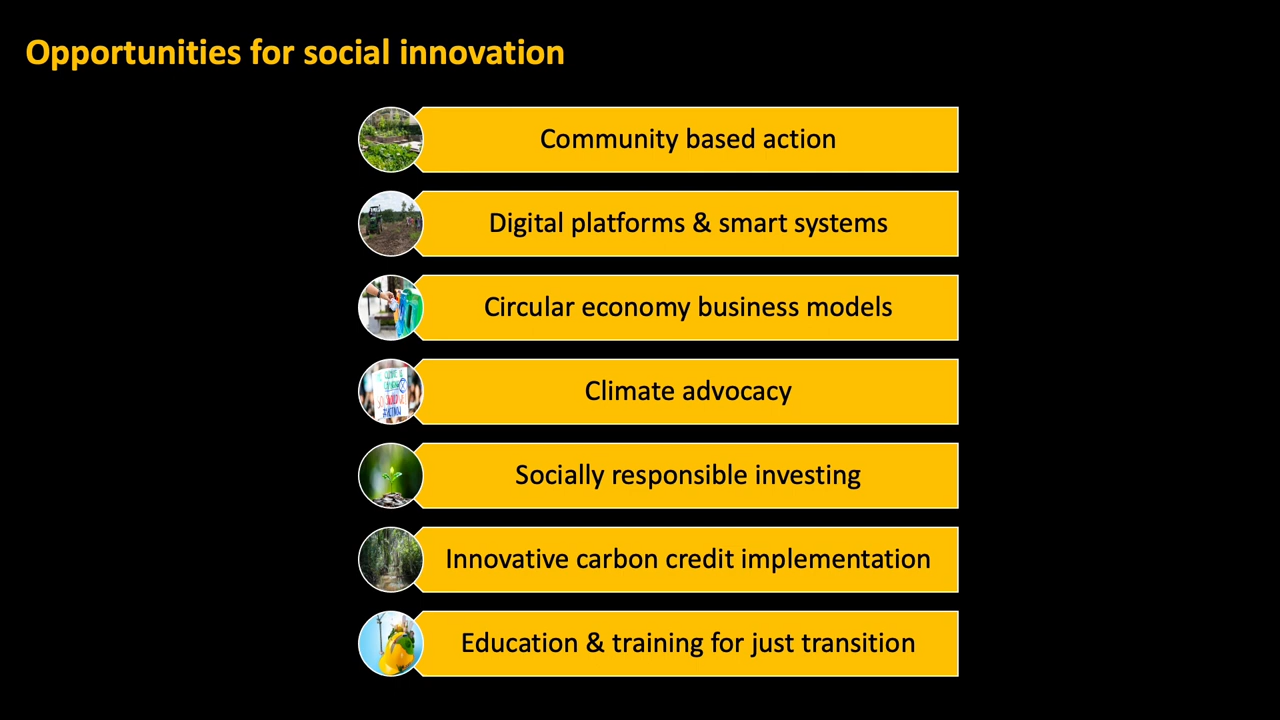 Opportunities for social innovation
Community based action
Digital platforms & smart systems
Circular economy business models
Climate advocacy
Socially responsible investing
Innovative carbon credit implementation
Education & training for just transition